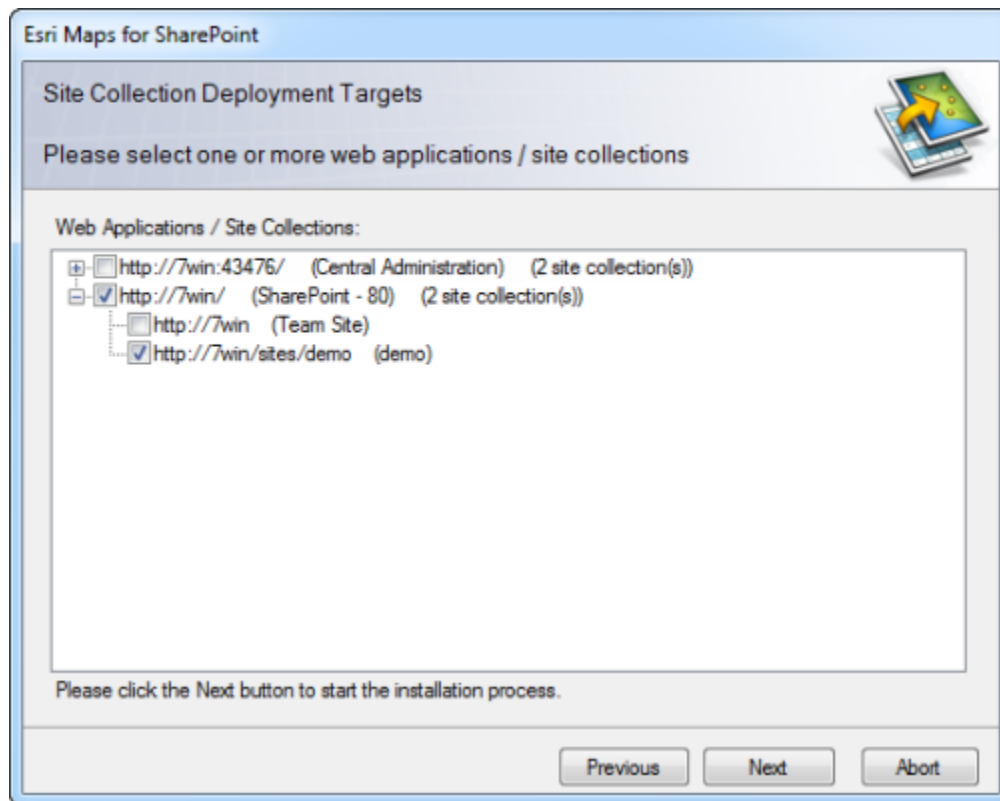 Esri Maps for SharePoint
Site Collection Deployment Targets
Please select one or more web applications / site collections
Web Applications / Site Collections:
http://7win:43476/ (Central Administration) (2 site collection(s))
http://7win/ (SharePoint - 80) (2 site collection(s))
http://7win (Team Site)
http://7win/sites/demo (demo)
Please click the Next button to start the installation process.
Previous Next Abort